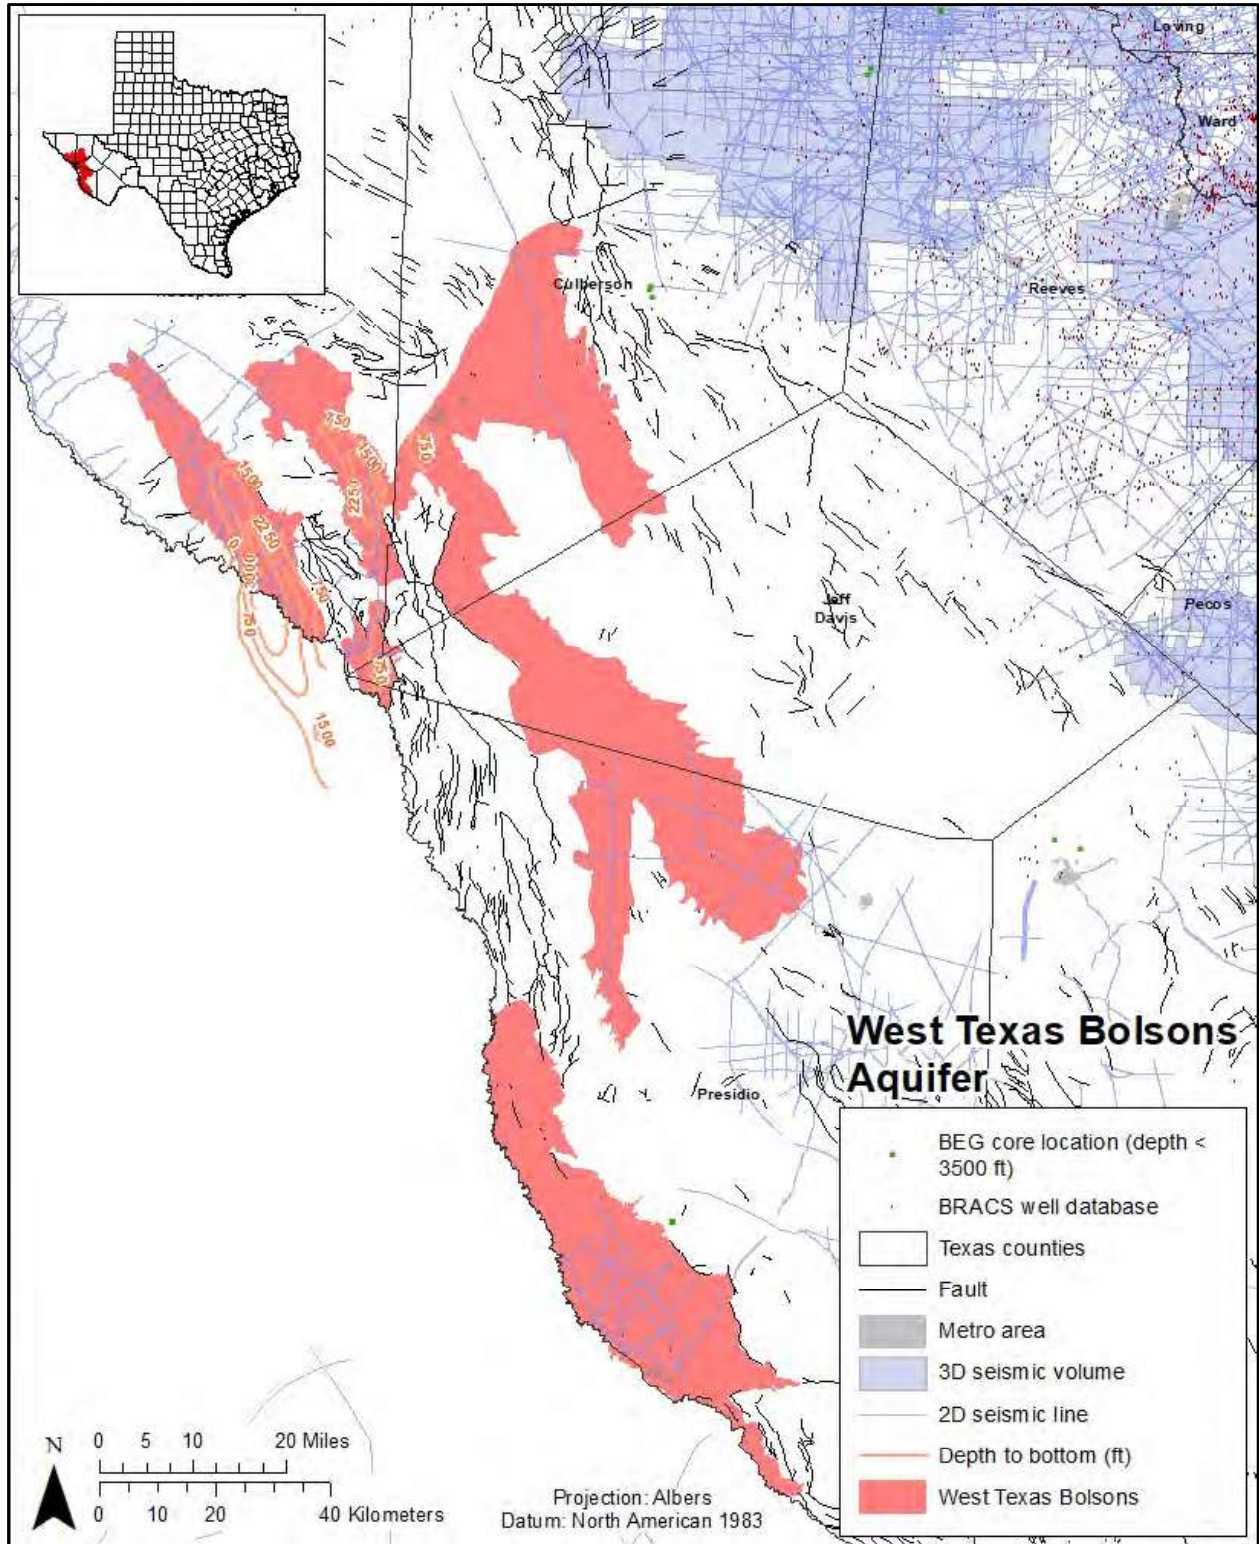 Loving
Ward
Culberson
Reeves
750
1500
2250
750
1500
2250
0
750
750
Pecos
Jeff
Davis
750
1500
West Texas Bolsons
Aquifer
Presidio
BEG core location (depth <
3500 ft)
BRACS well database
Texas counties
Fault
Metro area
3D seismic volume
2D seismic line
Depth to bottom (ft)
West Texas Bolsons
N
0 5 10 20 Miles
0 10 20 40 Kilometers
Projection: Albers
Datum: North American 1983